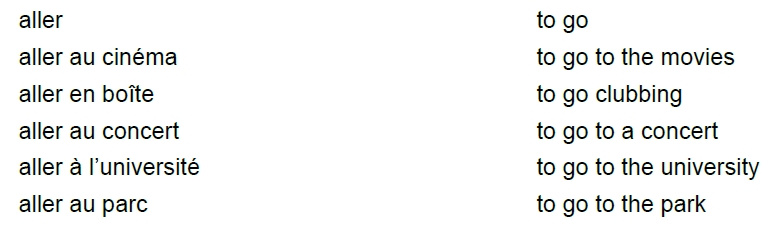 aller to go
aller au cinéma to go to the movies
aller en boîte to go clubbing
aller au concert to go to a concert
aller à l’université to go to the university
aller au parc to go to the park